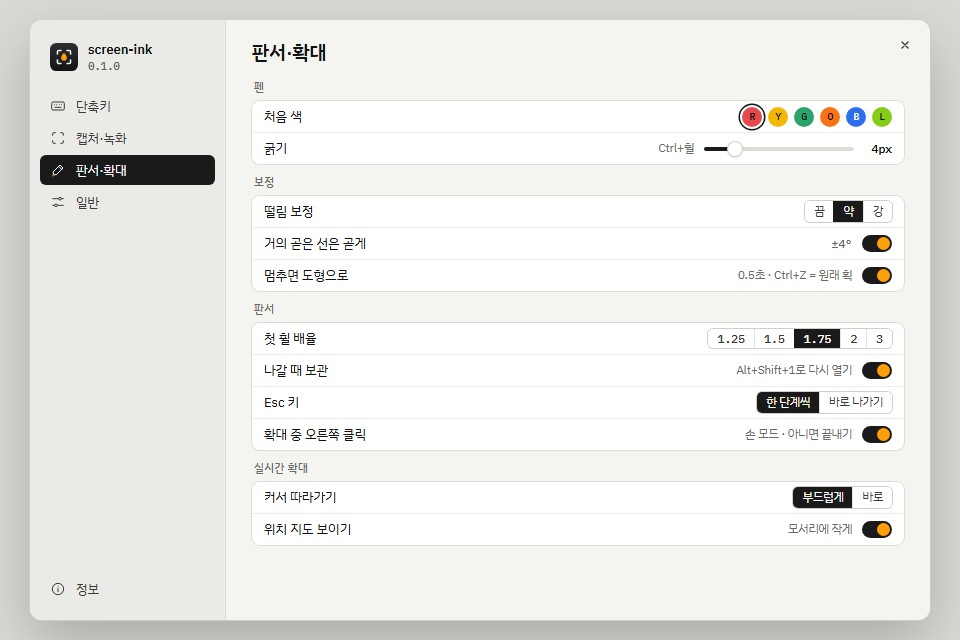 screen-ink
0.1.0
단축키
캡처·녹화
판서·확대
일반
정보
판서·확대
펜
처음 색 R Y G O B L
굵기 Ctrl+휠 4px
보정
떨림 보정 끔 약 강
거의 곧은 선은 곧게 ±4°
멈추면 도형으로 0.5초 · Ctrl+Z = 원래 획
판서
첫 휠 배율 1.25 1.5 1.75 2 3
나갈 때 보관 Alt+Shift+1로 다시 열기
Esc 키 한 단계씩 바로 나가기
확대 중 오른쪽 클릭 손 모드 · 아니면 끝내기
실시간 확대
커서 따라가기 부드럽게 바로
위치 지도 보이기 모서리에 작게